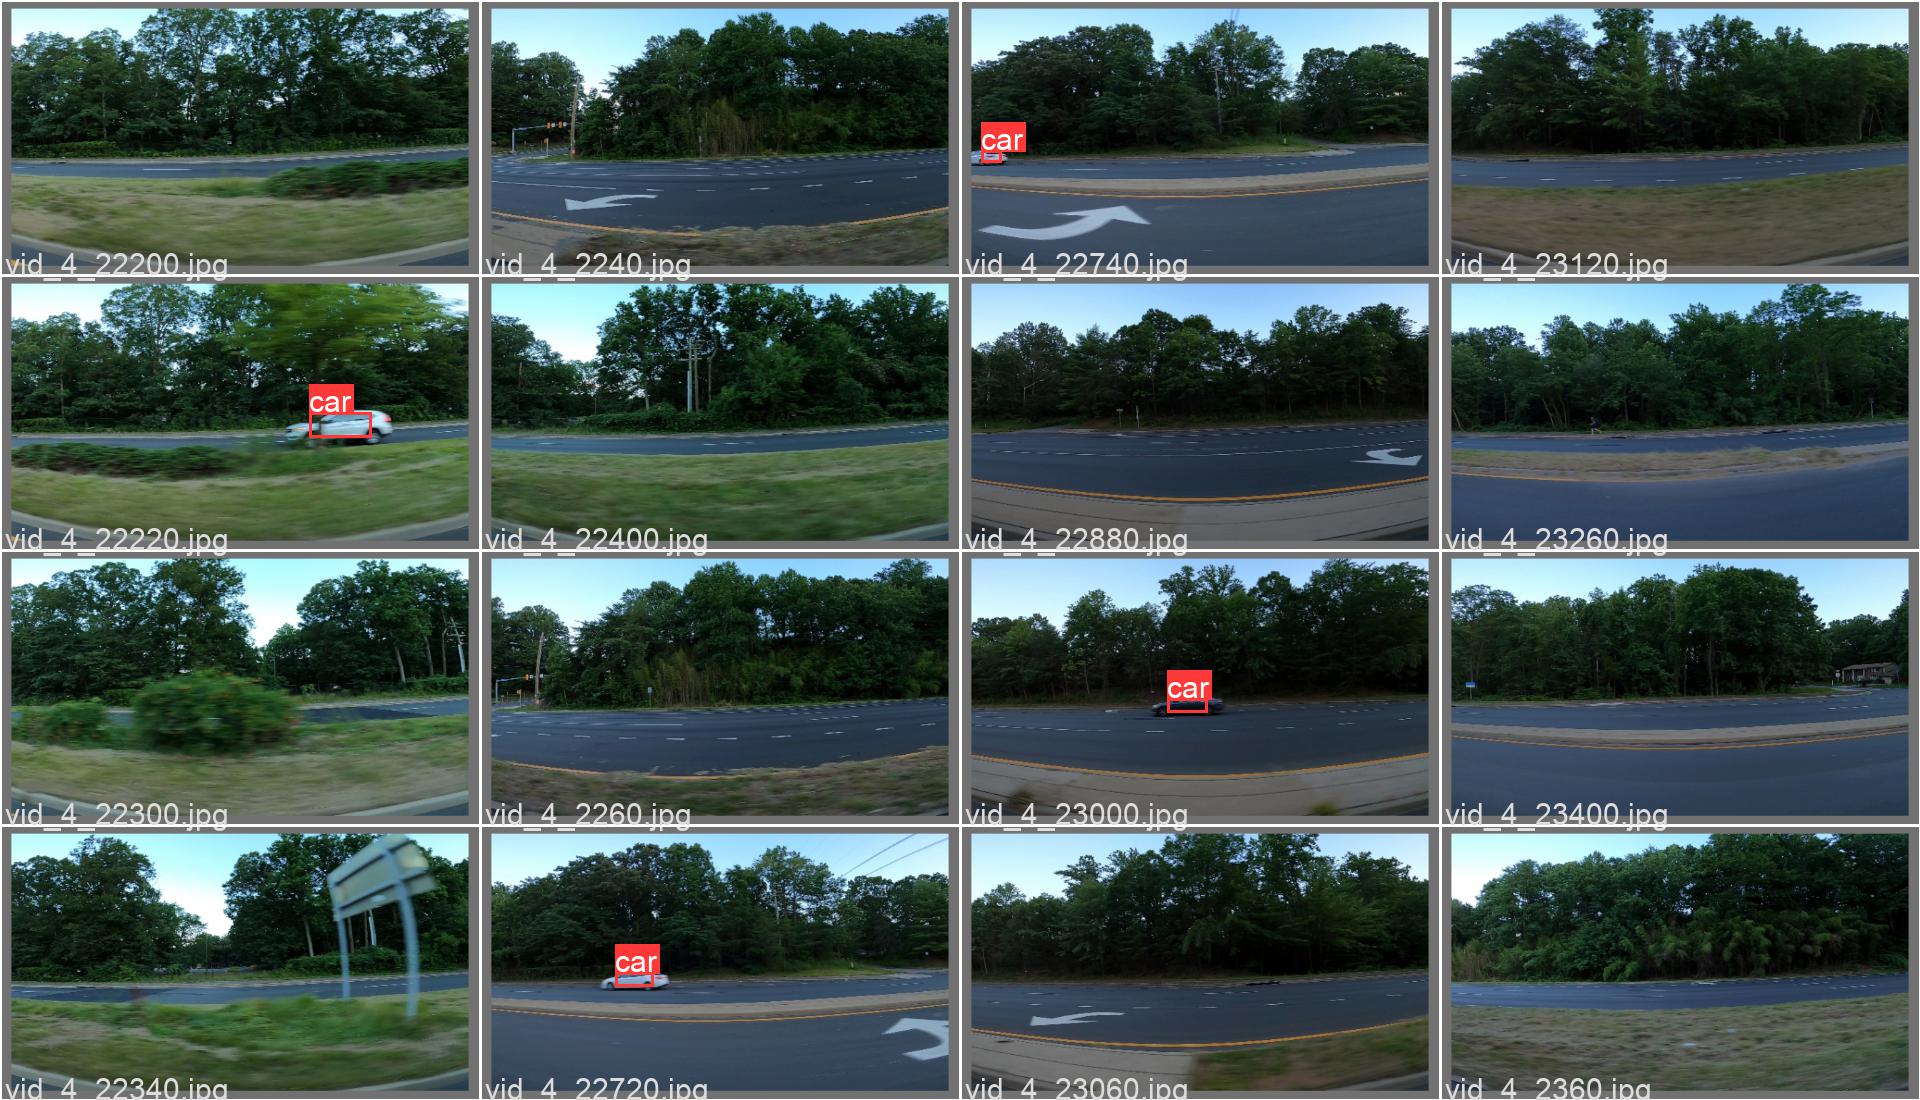 vid_4_22200.jpg
vid_4_2240.jpg
car
vid_4_22740.jpg
vid_4_23120.jpg
car
vid_4_22220.jpg
vid_4_22400.jpg
vid_4_22880.jpg
vid_4_23260.jpg
vid_4_22300.jpg
vid_4_2260.jpg
car
vid_4_23000.jpg
vid_4_23400.jpg
vid_4_22340.jpg
car
vid_4_22720.jpg
vid_4_23060.jpg
vid_4_2360.jpg